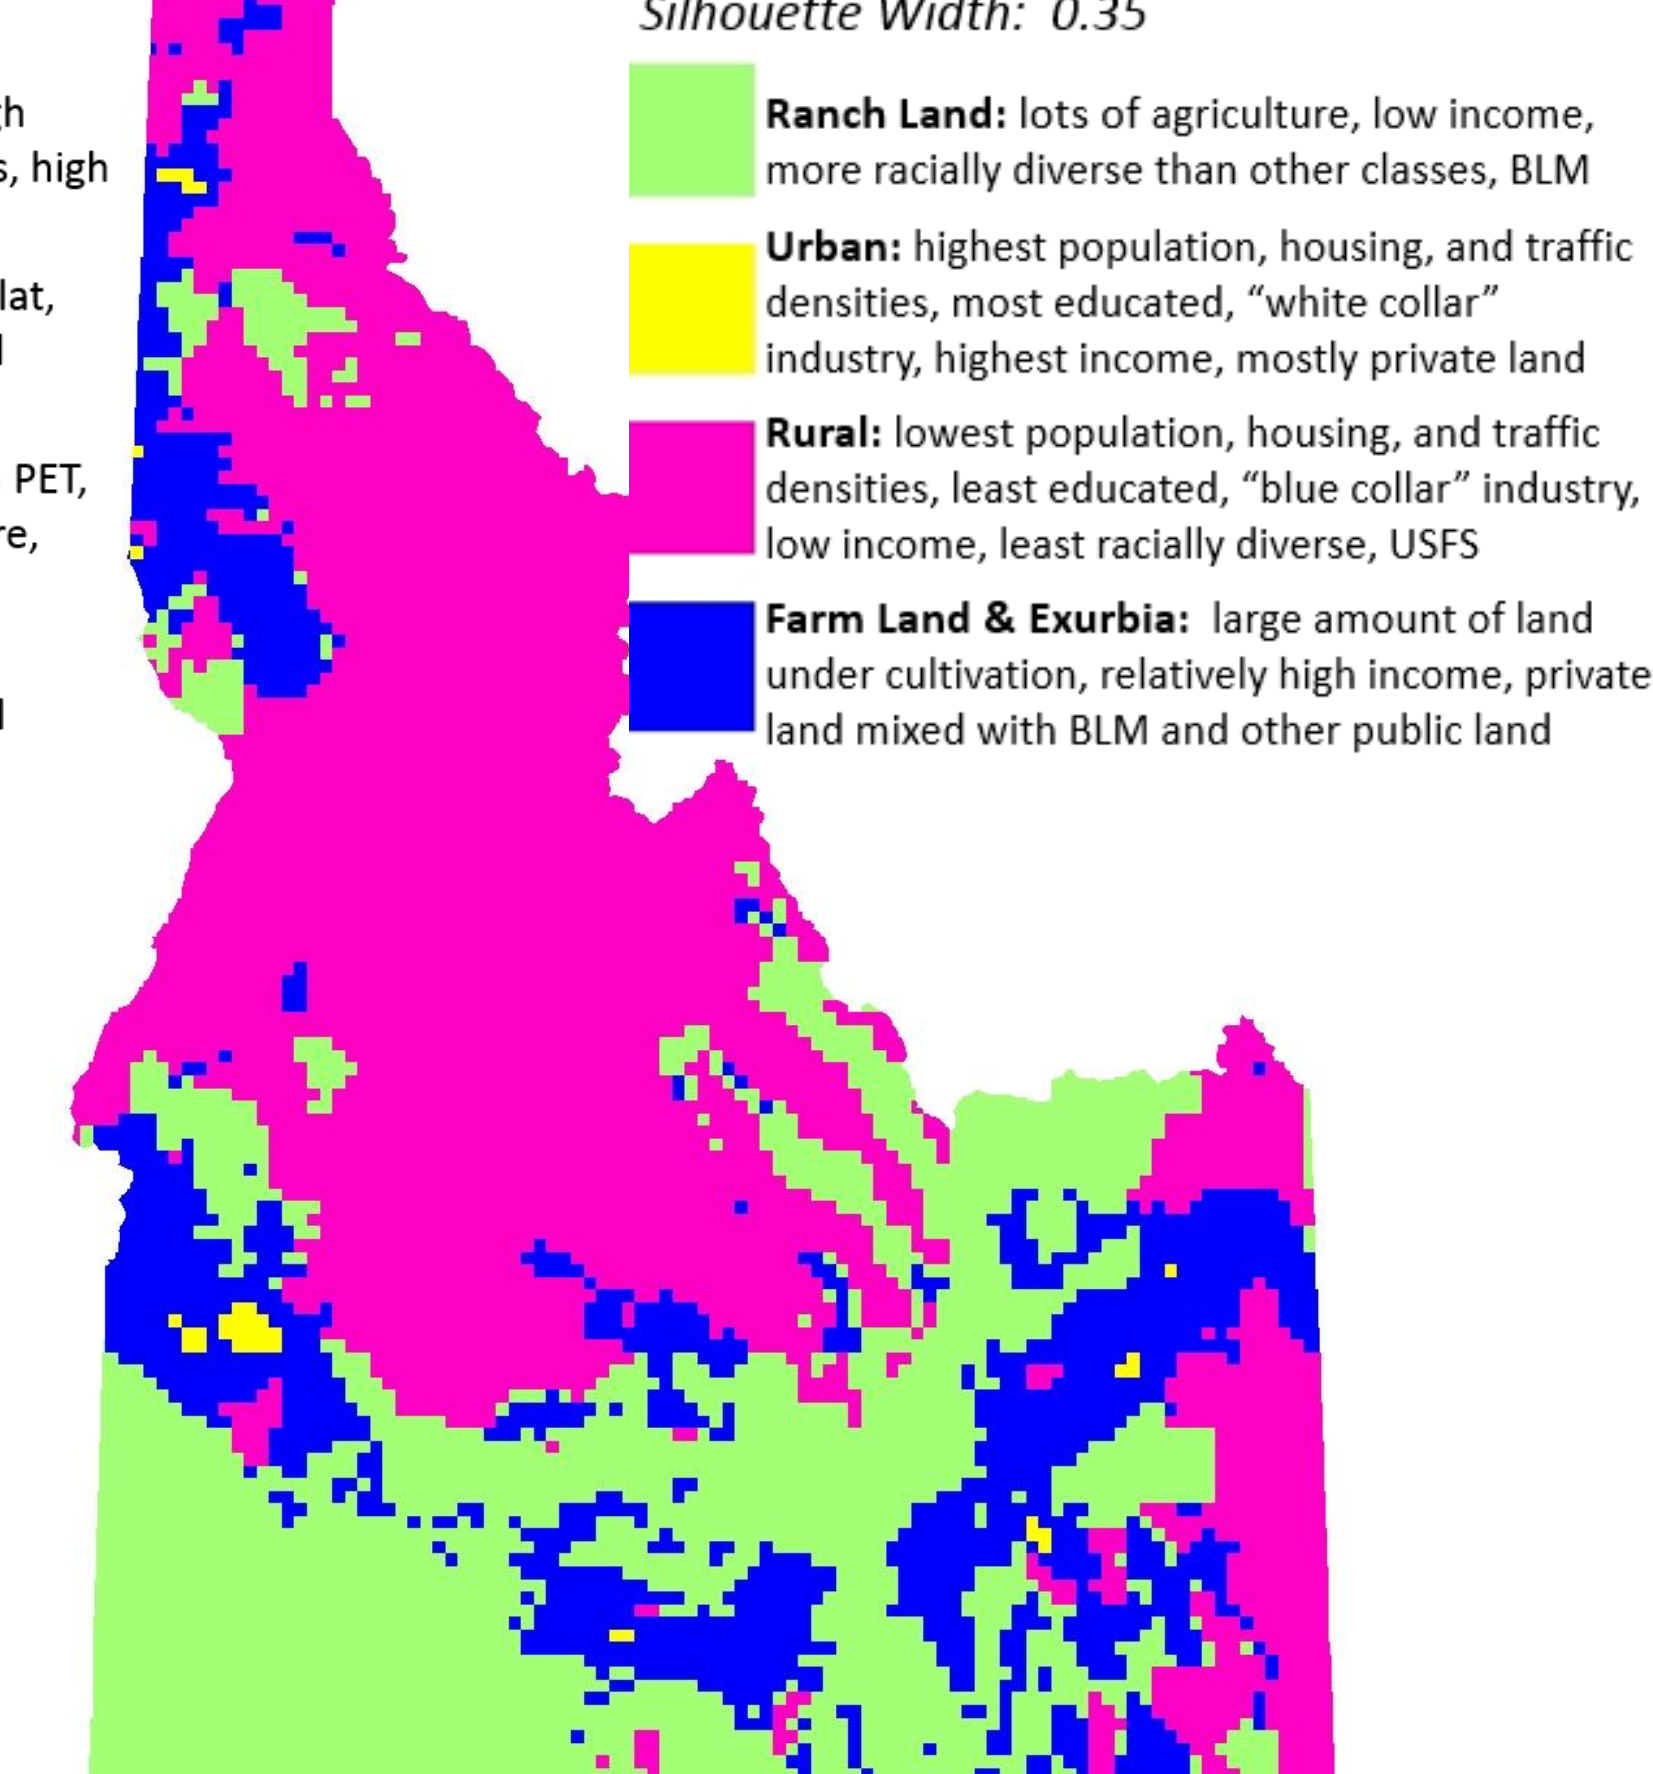 Silhouette Width: 0.35
Ranch Land: lots of agriculture, low income,
more racially diverse than other classes, BLM
Urban: highest population, housing, and traffic
densities, most educated, “white collar”
industry, highest income, mostly private land
Rural: lowest population, housing, and traffic
densities, least educated, “blue collar” industry,
low income, least racially diverse, USFS
Farm Land & Exurbia: large amount of land
under cultivation, relatively high income, private
land mixed with BLM and other public land
high
PET,